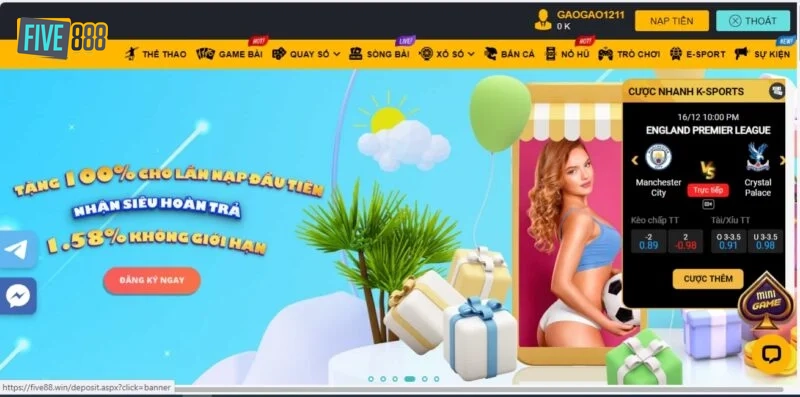 FIVE888
GAOGAO1211
0 K
NẠP TIỀN
THOÁT
HOT!
LIVE!
HOT!
NEW!
THỂ THAO
GAME BÀI
QUAY SỐ
SÒNG BÀI
XỔ SỐ
BẮN CÁ
NỔ HŨ
TRÒ CHƠI
E-SPORT
SỰ KIỆN
TẶNG 100% CHO LẦN NẠP ĐẦU TIÊN
NHẬN SIÊU HOÀN TRẢ
1.58% KHÔNG GIỚI HẠN
ĐĂNG KÝ NGAY
CƯỢC NHANH K-SPORTS
16/12 10:00 PM
ENGLAND PREMIER LEAGUE
VS
Manchester City
Trực tiếp
Crystal Palace
Kèo chấp TT
Tài/Xỉu TT
-2
2
O 3-3.5
U 3-3.5
0.89
-0.98
0.91
0.98
CƯỢC THÊM
mini
GAME
https://five88.win/deposit.aspx?click=banner